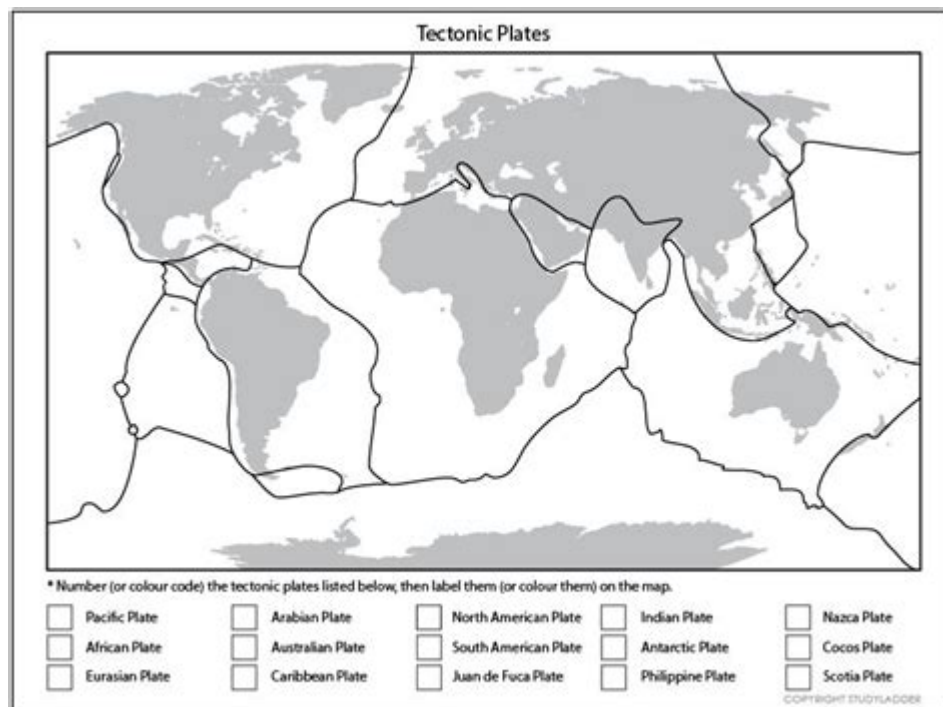 Tectonic Plates
* Number (or colour code) the tectonic plates listed below, then label them (or colour them) on the map.
Pacific Plate Arabian Plate North American Plate Indian Plate Nazca Plate
African Plate Australian Plate South American Plate Antarctic Plate Cocos Plate
Eurasian Plate Caribbean Plate Juan de Fuca Plate Philippine Plate Scotia Plate
COPYRIGHT STUDYLADDER